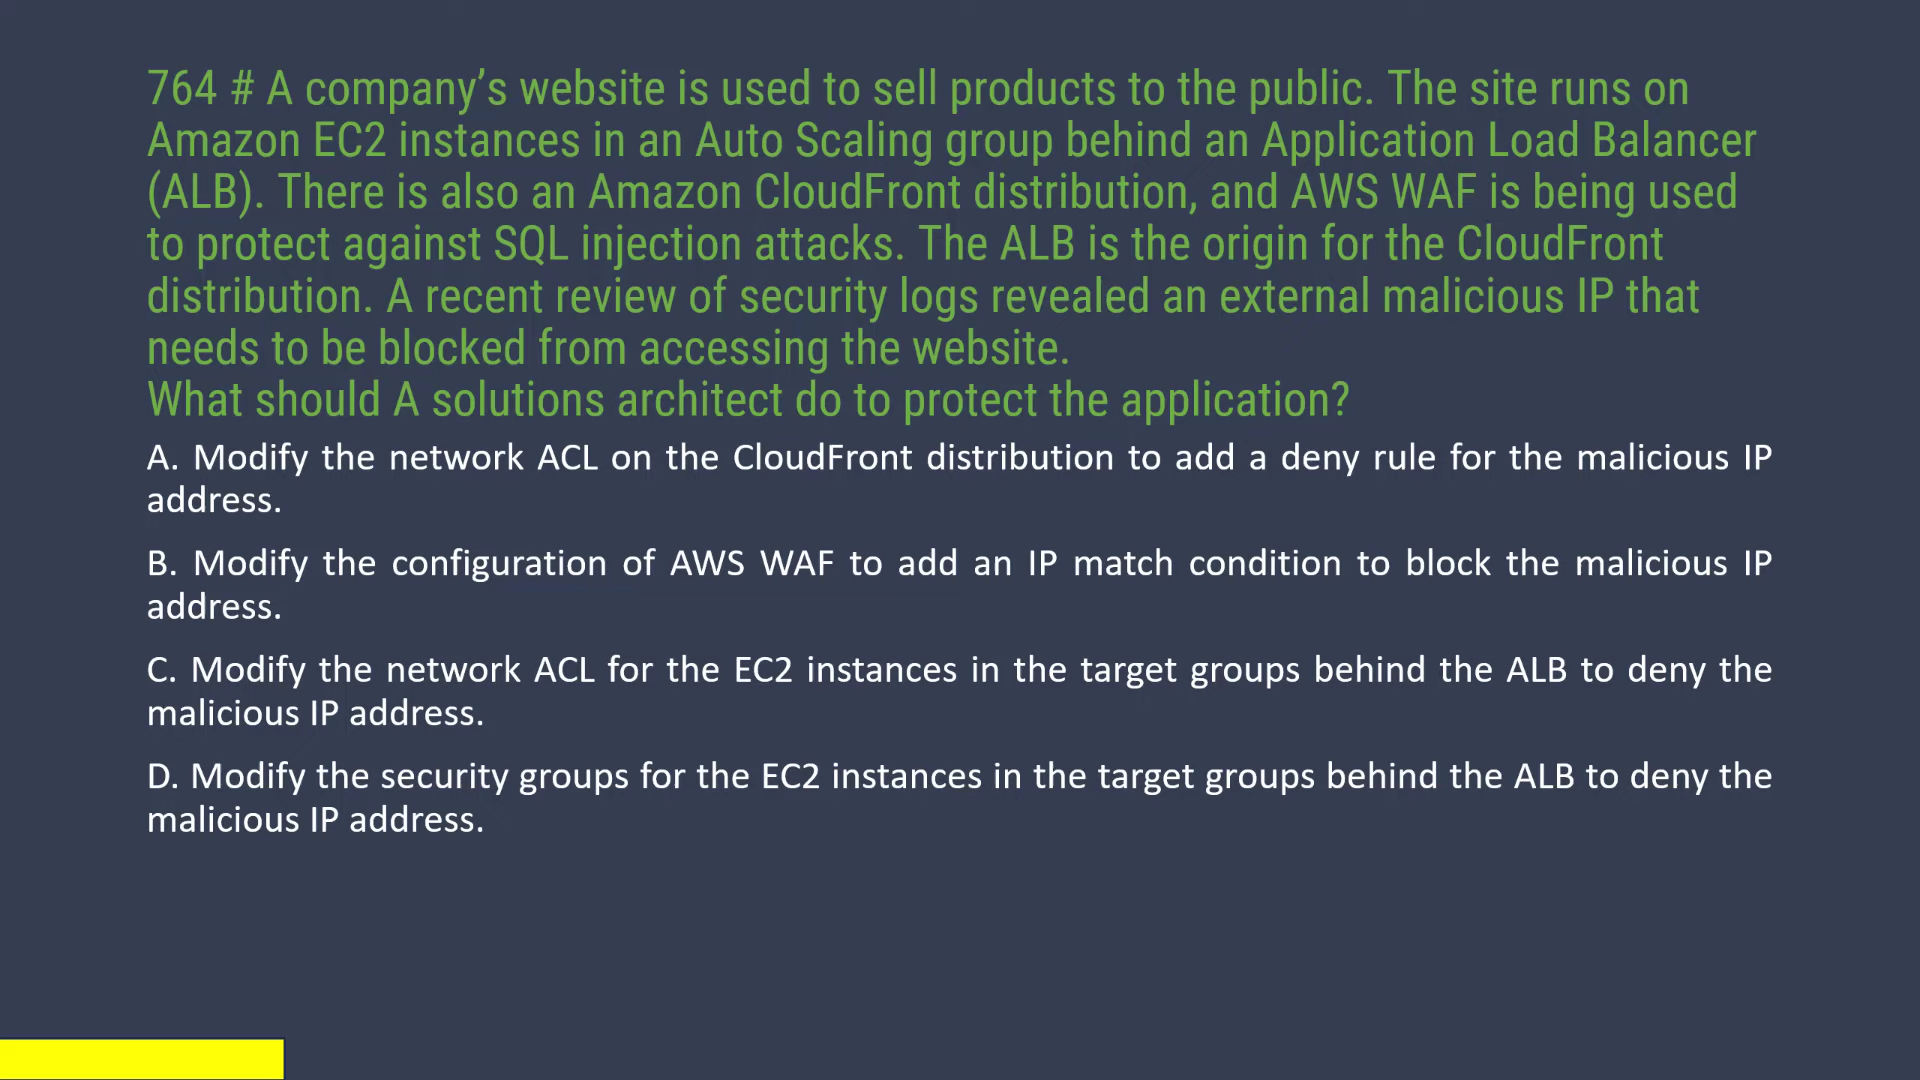 764 # A company’s website is used to sell products to the public. The site runs on
Amazon EC2 instances in an Auto Scaling group behind an Application Load Balancer
(ALB). There is also an Amazon CloudFront distribution, and AWS WAF is being used
to protect against SQL injection attacks. The ALB is the origin for the CloudFront
distribution. A recent review of security logs revealed an external malicious IP that
needs to be blocked from accessing the website.
What should A solutions architect do to protect the application?
A. Modify the network ACL on the CloudFront distribution to add a deny rule for the malicious IP
address.
B. Modify the configuration of AWS WAF to add an IP match condition to block the malicious IP
address.
C. Modify the network ACL for the EC2 instances in the target groups behind the ALB to deny the
malicious IP address.
D. Modify the security groups for the EC2 instances in the target groups behind the ALB to deny the
malicious IP address.